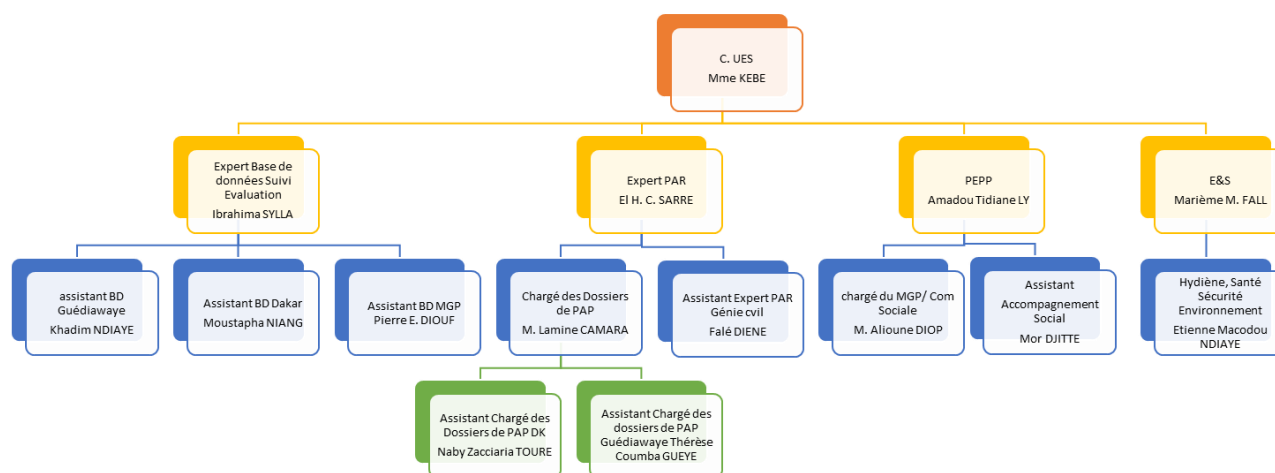 C. UES
Mme KEBE
Expert Base de
données Suivi
Evaluation
Ibrahima SYLLA
Expert PAR
El H. C. SARRE
PEPP
Amadou Tidiane LY
E&S
Marième M. FALL
assistant BD
Guédiawaye
Khadim NDIAYE
Assistant BD Dakar
Moustapha NIANG
Assistant BD MGP
Pierre E. DIOUF
Chargé des Dossiers
de PAP
M. Lamine CAMARA
Assistant Expert PAR
Génie cvil
Falé DIENE
chargé du MGP/ Com
Sociale
M. Alioune DIOP
Assistant
Accompagnement
Social
Mor DJITTE
Hydiène, Santé
Sécurité
Environnement
Etienne Macodou
NDIAYE
Assistant Chargé des
Dossiers de PAP DK
Naby Zacciaria TOURE
Assistant Chargé des
dossiers de PAP
Guédiawaye Thérèse
Coumba GUEYE